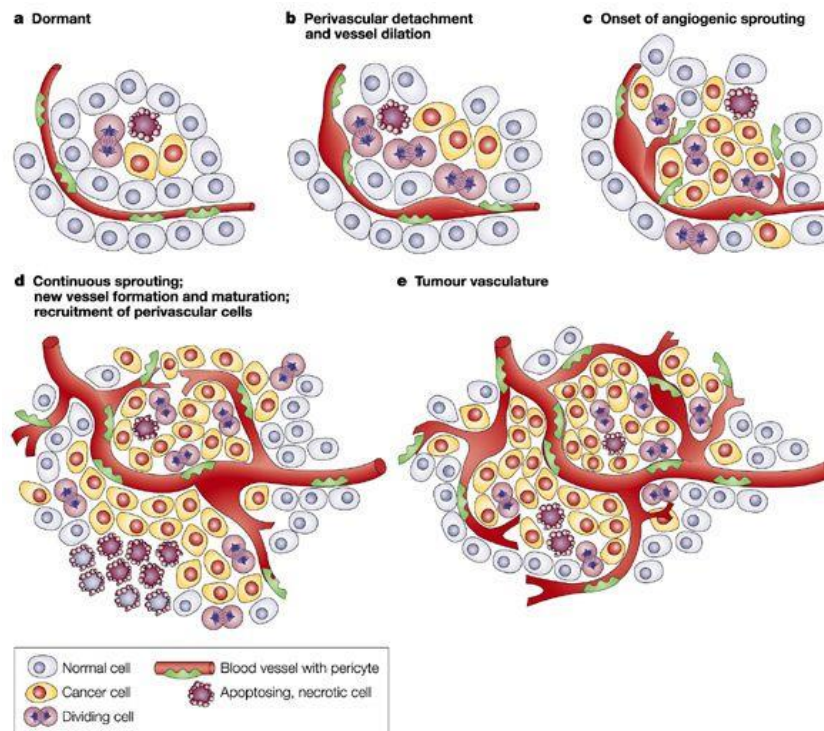 a Dormant
b Perivascular detachment
and vessel dilation
c Onset of angiogenic sprouting
d Continuous sprouting;
new vessel formation and maturation;
recruitment of perivascular cells
e Tumour vasculature
Normal cell
Cancer cell
Dividing cell
Blood vessel with pericyte
Apoptosing, necrotic cell